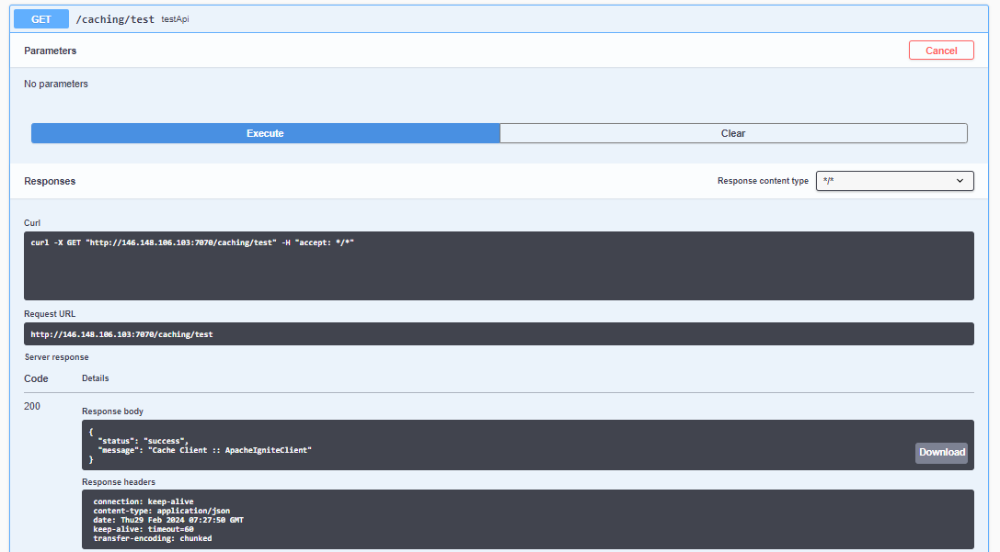 GET /caching/test testApi
Parameters Cancel
No parameters
Execute Clear
Responses Response content type */*
Curl
curl -X GET "http://146.148.106.103:7070/caching/test" -H "accept: */*"
Request URL
http://146.148.106.103:7070/caching/test
Server response
Code Details
200
Response body
{
  "status": "success",
  "message": "Cache Client :: ApacheIgniteClient"
}
Download
Response headers
connection: keep-alive
content-type: application/json
date: Thu29 Feb 2024 07:27:50 GMT
keep-alive: timeout=60
transfer-encoding: chunked